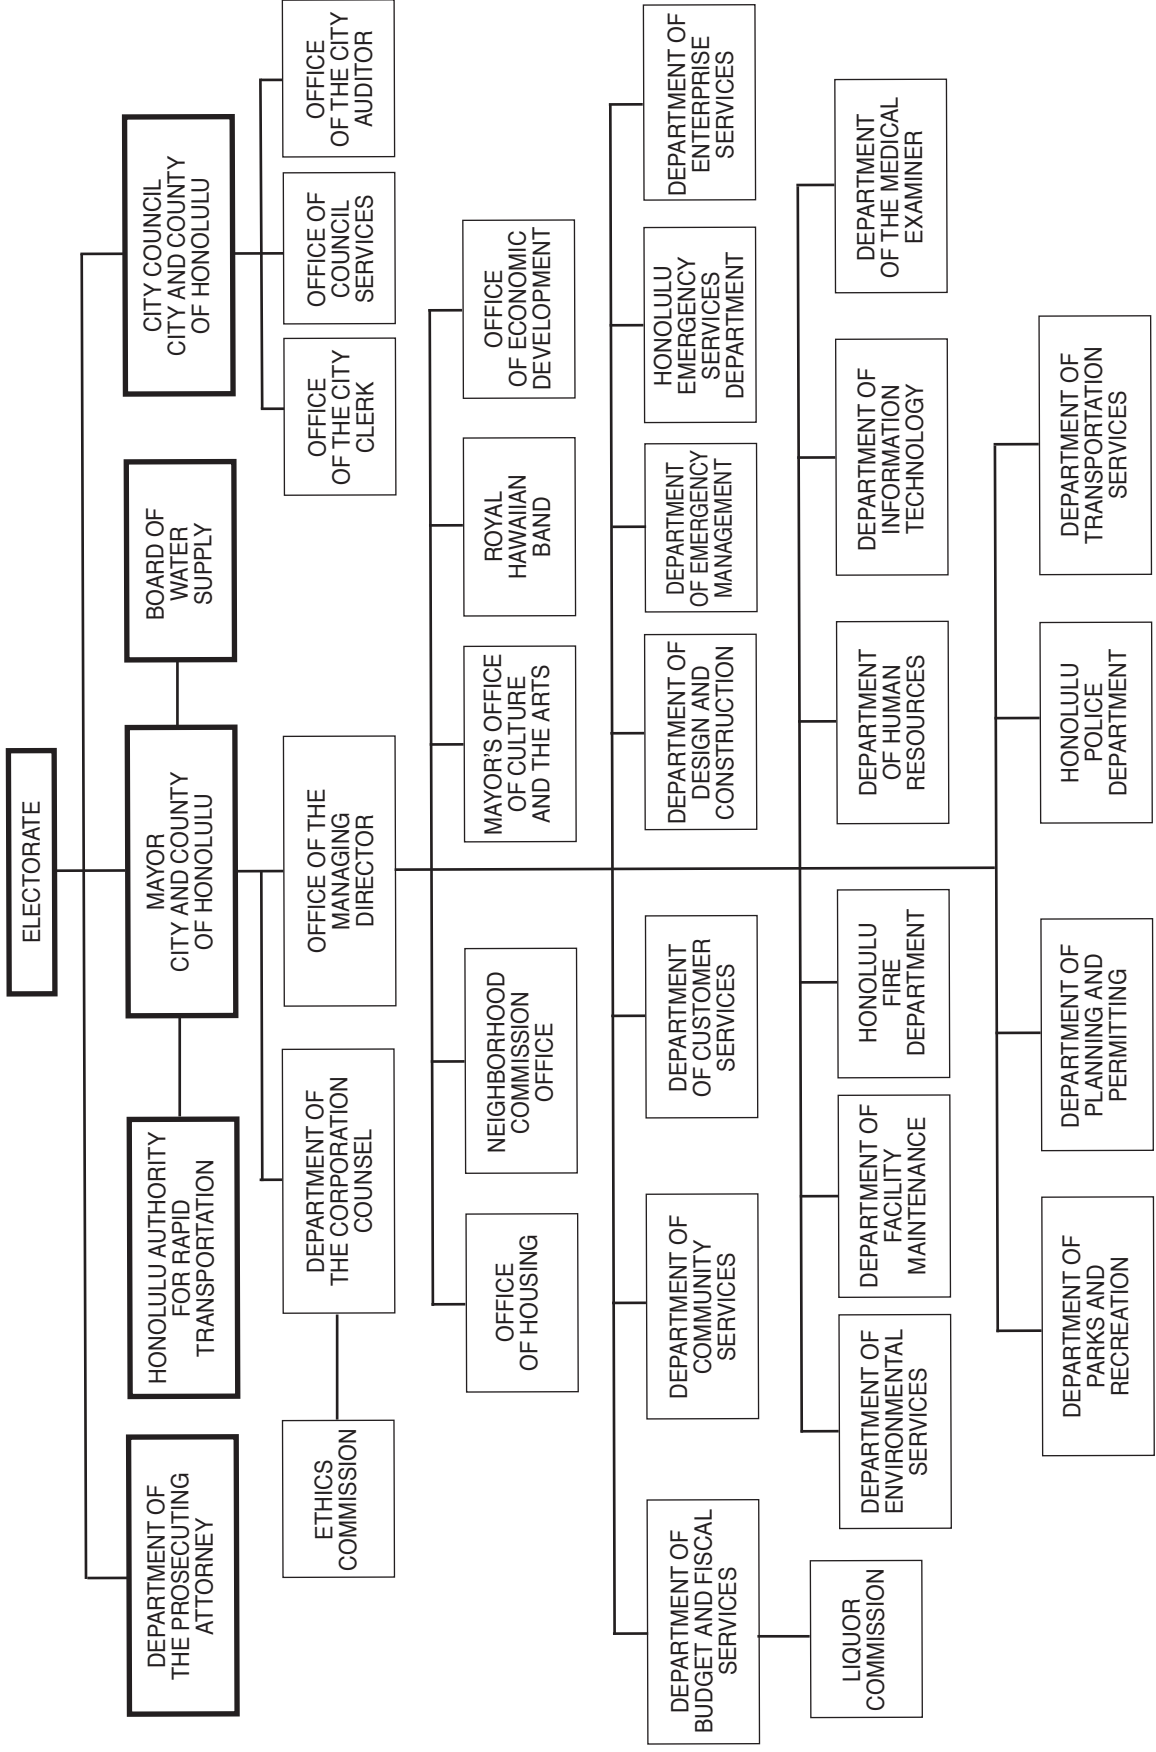 ELECTORATE
DEPARTMENT OF
THE PROSECUTING
ATTORNEY
HONOLULU AUTHORITY
FOR RAPID
TRANSPORTATION
MAYOR
CITY AND COUNTY
OF HONOLULU
BOARD OF
WATER
SUPPLY
CITY COUNCIL
CITY AND COUNTY
OF HONOLULU
ETHICS
COMMISSION
DEPARTMENT OF
THE CORPORATION
COUNSEL
OFFICE OF THE
MANAGING
DIRECTOR
OFFICE
OF THE CITY
CLERK
OFFICE OF
COUNCIL
SERVICES
OFFICE
OF THE CITY
AUDITOR
OFFICE
OF HOUSING
NEIGHBORHOOD
COMMISSION
OFFICE
MAYOR'S OFFICE
OF CULTURE
AND THE ARTS
ROYAL
HAWAIIAN
BAND
OFFICE
OF ECONOMIC
DEVELOPMENT
DEPARTMENT OF
BUDGET AND FISCAL
SERVICES
DEPARTMENT OF
COMMUNITY
SERVICES
DEPARTMENT
OF CUSTOMER
SERVICES
DEPARTMENT OF
DESIGN AND
CONSTRUCTION
DEPARTMENT
OF EMERGENCY
MANAGEMENT
HONOLULU
EMERGENCY
SERVICES
DEPARTMENT
DEPARTMENT OF
ENTERPRISE
SERVICES
LIQUOR
COMMISSION
DEPARTMENT OF
ENVIRONMENTAL
SERVICES
DEPARTMENT OF
FACILITY
MAINTENANCE
HONOLULU
FIRE
DEPARTMENT
DEPARTMENT
OF HUMAN
RESOURCES
DEPARTMENT OF
INFORMATION
TECHNOLOGY
DEPARTMENT
OF THE MEDICAL
EXAMINER
DEPARTMENT OF
PARKS AND
RECREATION
DEPARTMENT OF
PLANNING AND
PERMITTING
HONOLULU
POLICE
DEPARTMENT
DEPARTMENT OF
TRANSPORTATION
SERVICES